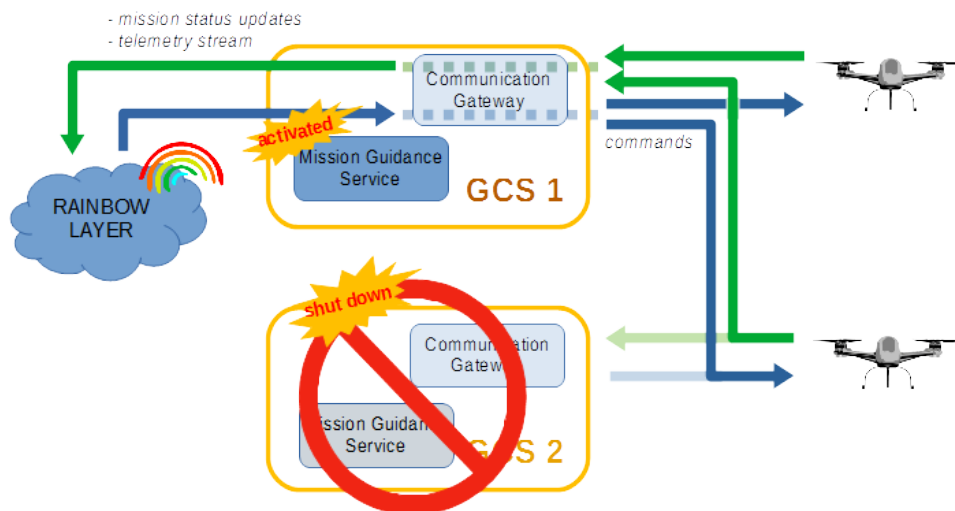 - mission status updates
- telemetry stream
Communication
Gateway
activated
commands
Mission Guidance
Service
GCS 1
RAINBOW
LAYER
shut down
Communication
Gateway
Mission Guidance
Service
GCS 2